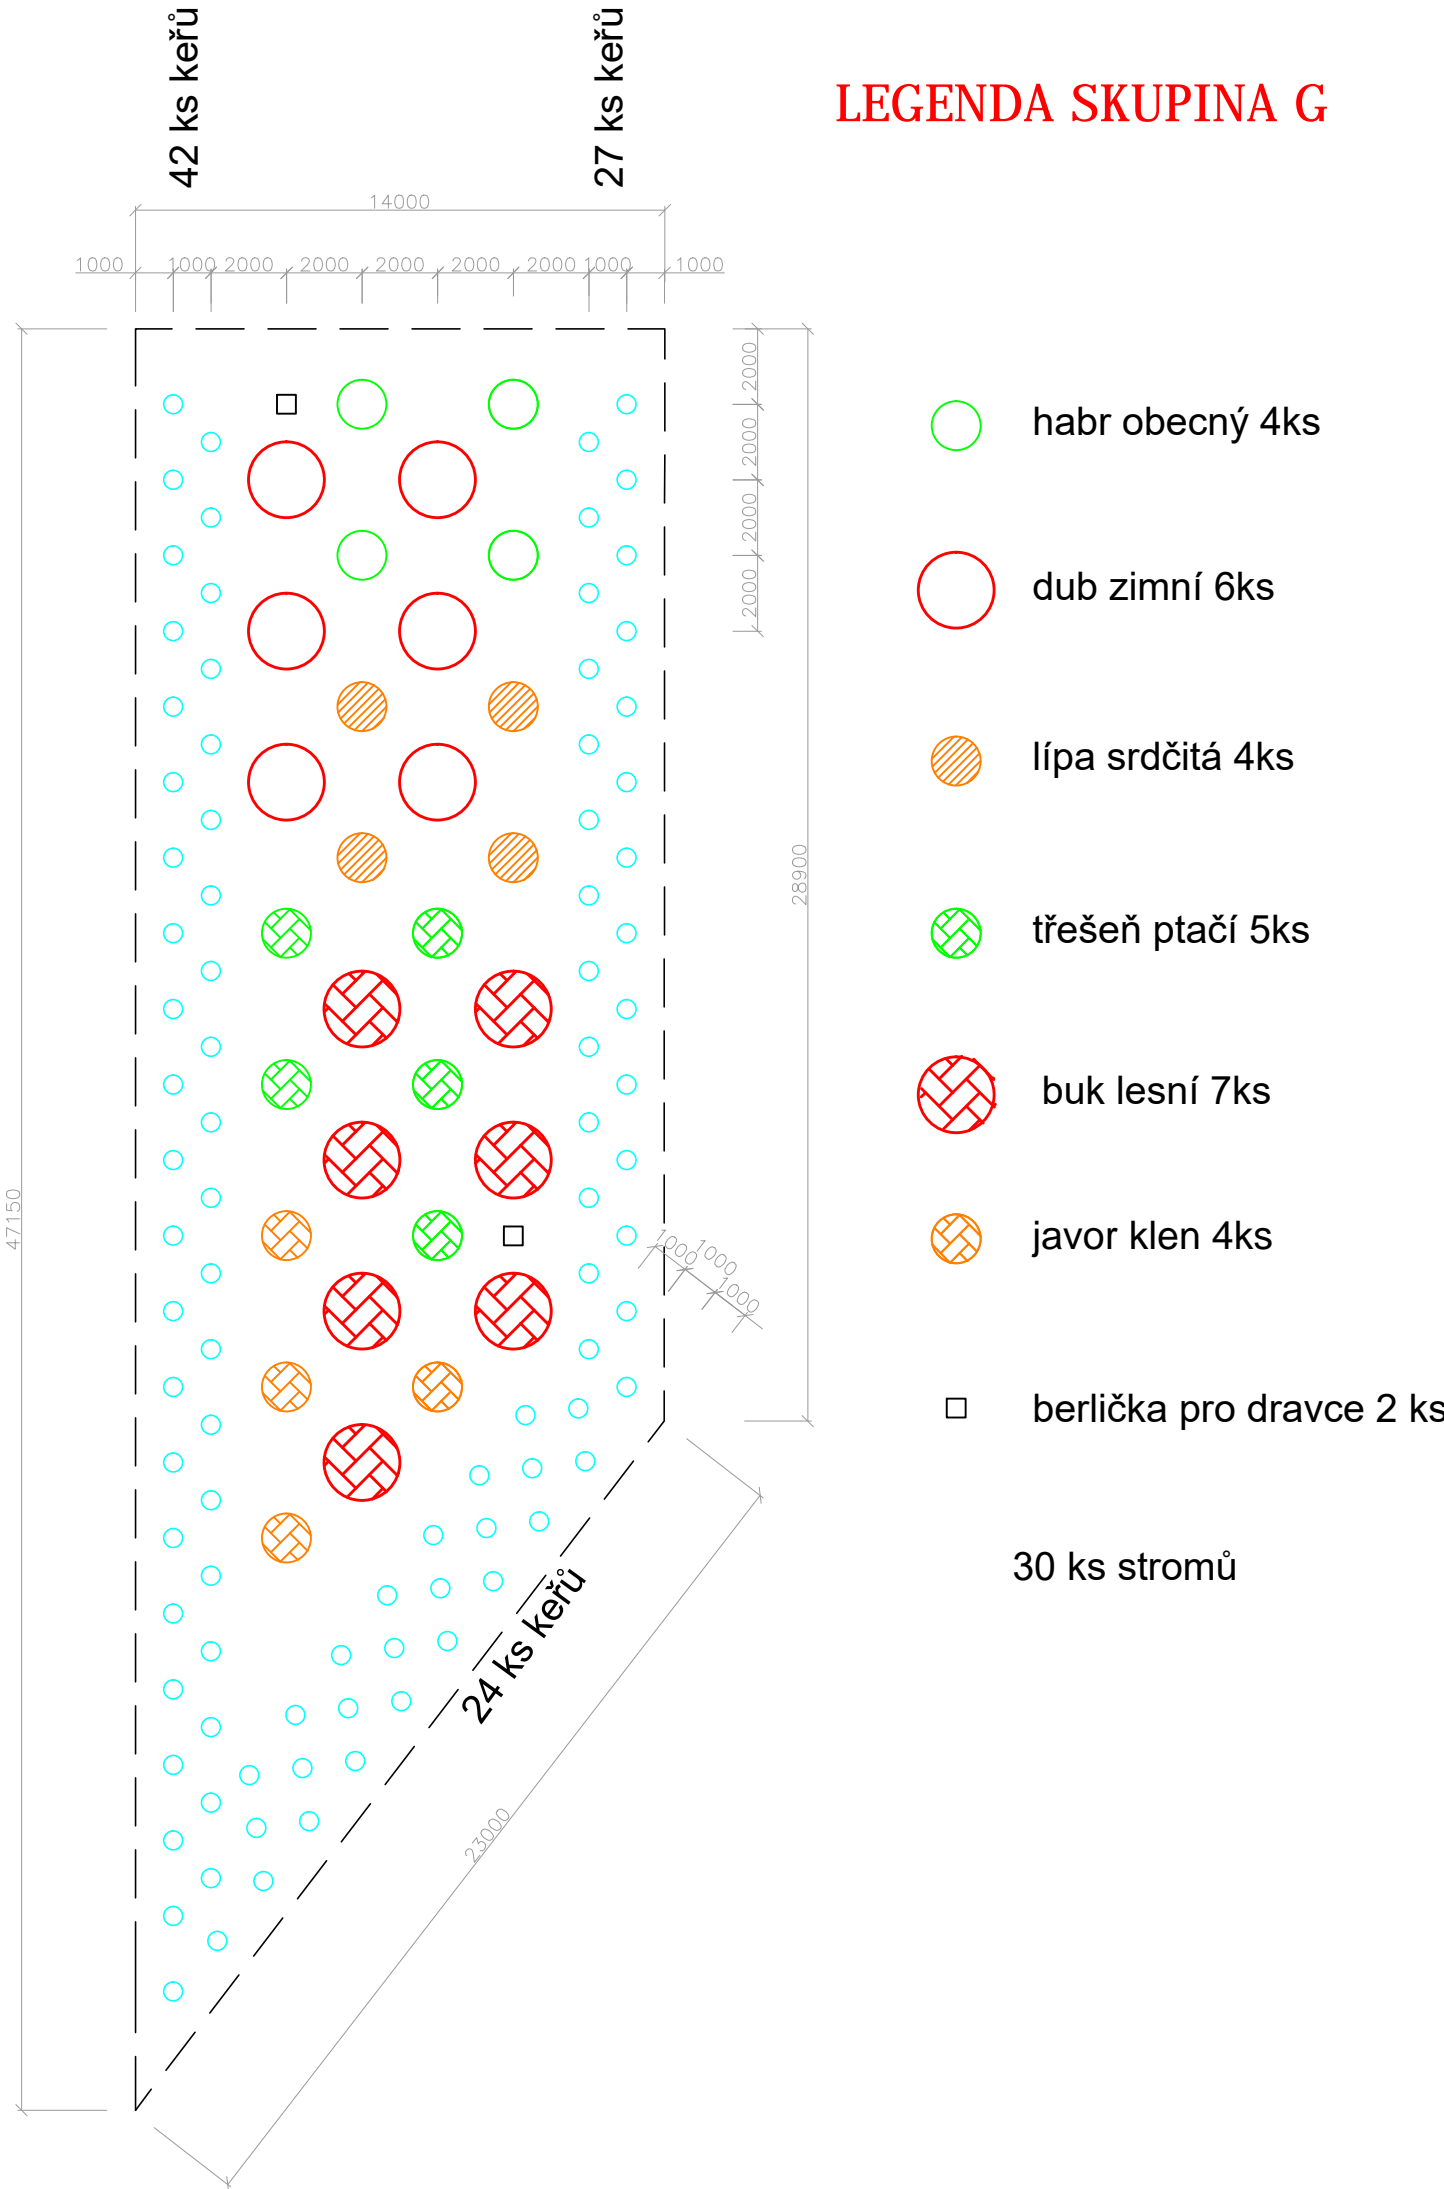 42 ks keřů
27 ks keřů
LEGENDA SKUPINA G
14000
1000 1000 2000 2000 2000 2000 2000 1000 1000
2000
2000
2000
2000
28900
47150
habr obecný 4ks
dub zimní 6ks
lípa srdčitá 4ks
třešeň ptačí 5ks
buk lesní 7ks
javor klen 4ks
1000
1000
1000
berlička pro dravce 2 ks
30 ks stromů
24 ks keřů
23000